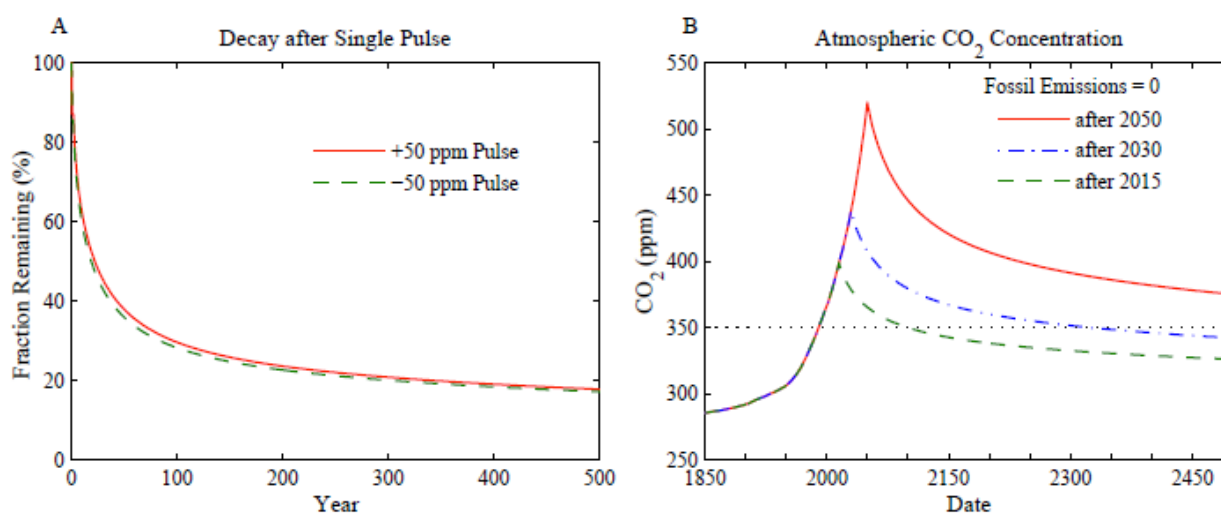 A
Decay after Single Pulse
100
80
60
40
20
0
Fraction Remaining (%)
+50 ppm Pulse
−50 ppm Pulse
0 100 200 300 400 500
Year
B
Atmospheric CO₂ Concentration
550
500
450
400
350
300
250
CO₂ (ppm)
Fossil Emissions = 0
after 2050
after 2030
after 2015
1850 2000 2150 2300 2450
Date